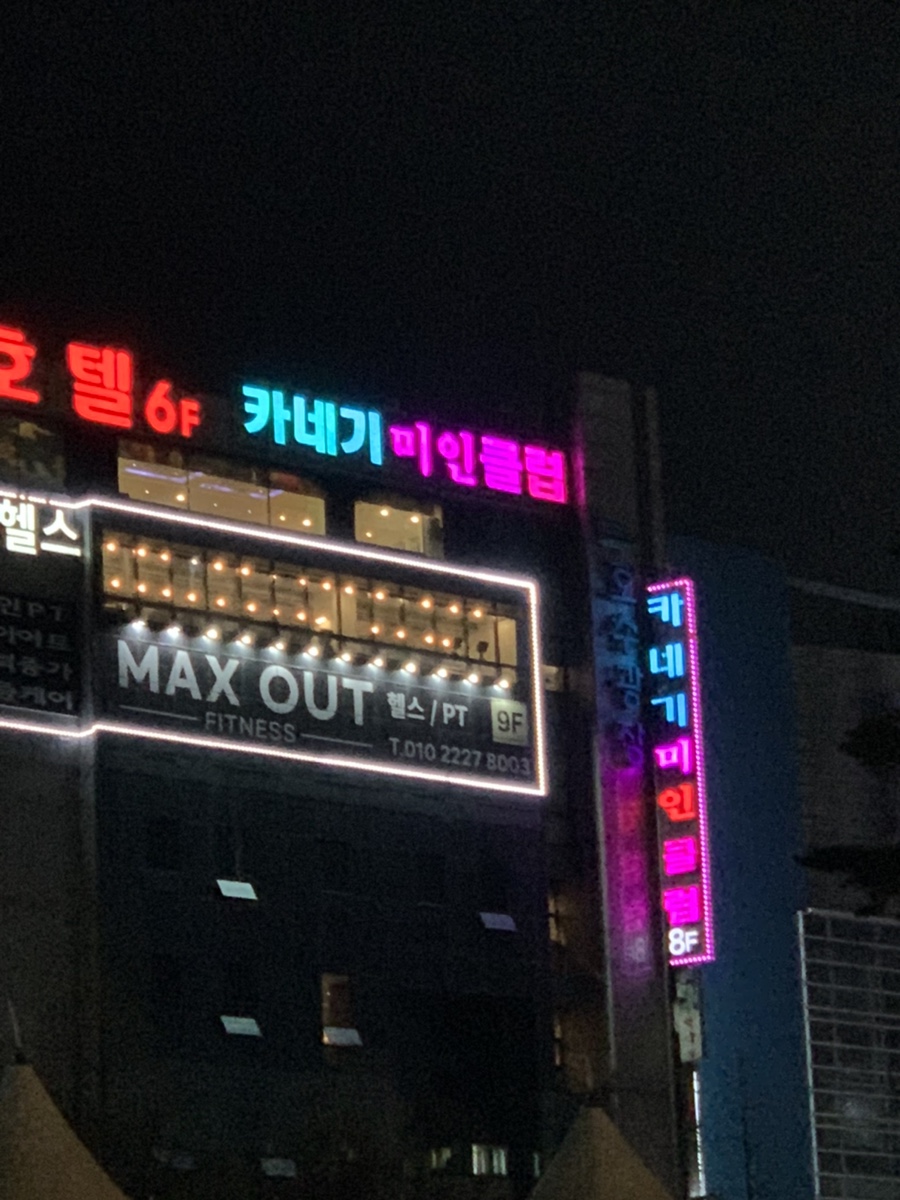 호텔 6F
카네기 미인클럽
헬스
MAX OUT 헬스 / PT 9F
FITNESS
T.010 2227 8003
카네기미인클럽
8F